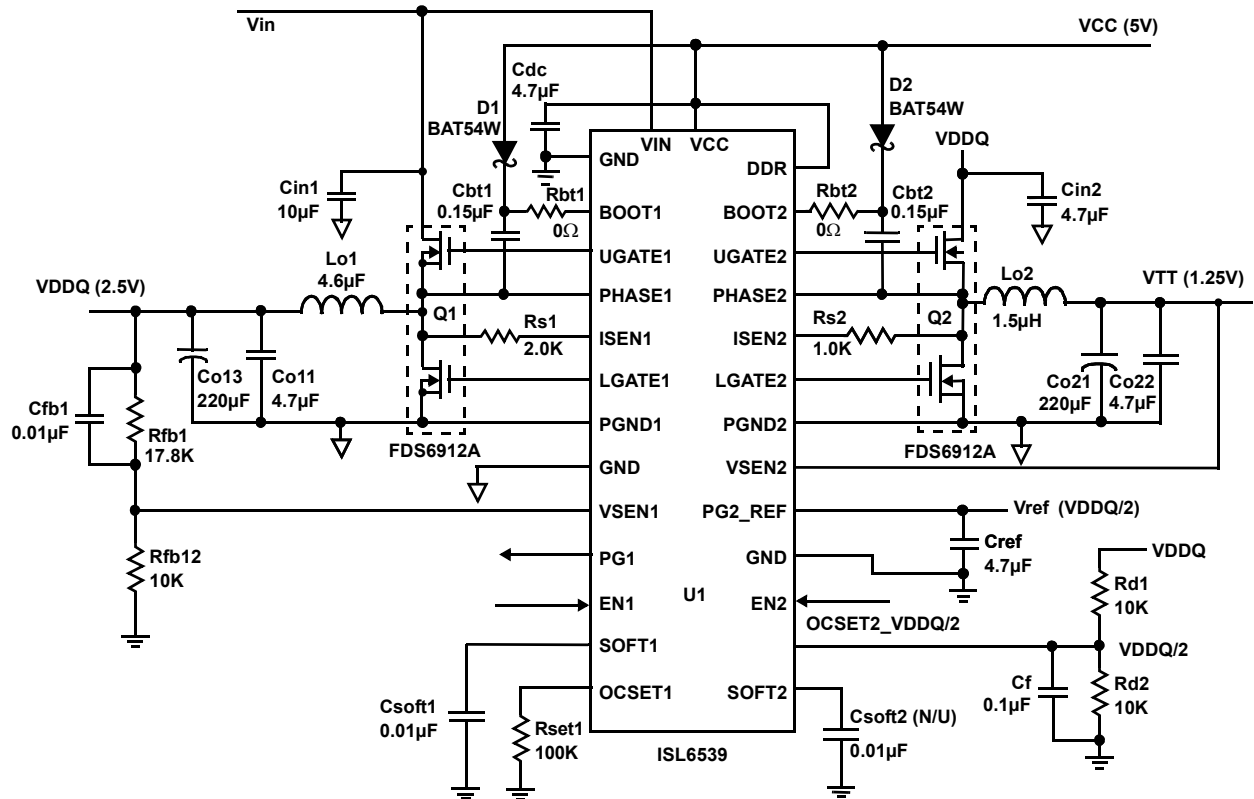 Vin
VCC (5V)
Cdc
4.7µF
D1
BAT54W
D2
BAT54W
VDDQ
VIN
VCC
GND
DDR
Cin1
10µF
Cbt1
0.15µF
Rbt1
0Ω
BOOT1
BOOT2
Rbt2
0Ω
Cbt2
0.15µF
Cin2
4.7µF
UGATE1
UGATE2
VDDQ (2.5V)
Lo1
4.6µF
PHASE1
PHASE2
Lo2
1.5µH
VTT (1.25V)
Q1
Rs1
2.0K
ISEN1
ISEN2
Rs2
1.0K
Q2
Co13
220µF
Co11
4.7µF
LGATE1
LGATE2
Co21
220µF
Co22
4.7µF
Cfb1
0.01µF
Rfb1
17.8K
PGND1
PGND2
FDS6912A
FDS6912A
GND
VSEN2
VSEN1
PG2_REF
Vref (VDDQ/2)
Cref
4.7µF
Rfb12
10K
PG1
GND
VDDQ
Rd1
10K
U1
EN1
EN2
OCSET2_VDDQ/2
SOFT1
VDDQ/2
Csoft1
0.01µF
OCSET1
SOFT2
Cf
0.1µF
Rd2
10K
Rset1
100K
Csoft2 (N/U)
0.01µF
ISL6539